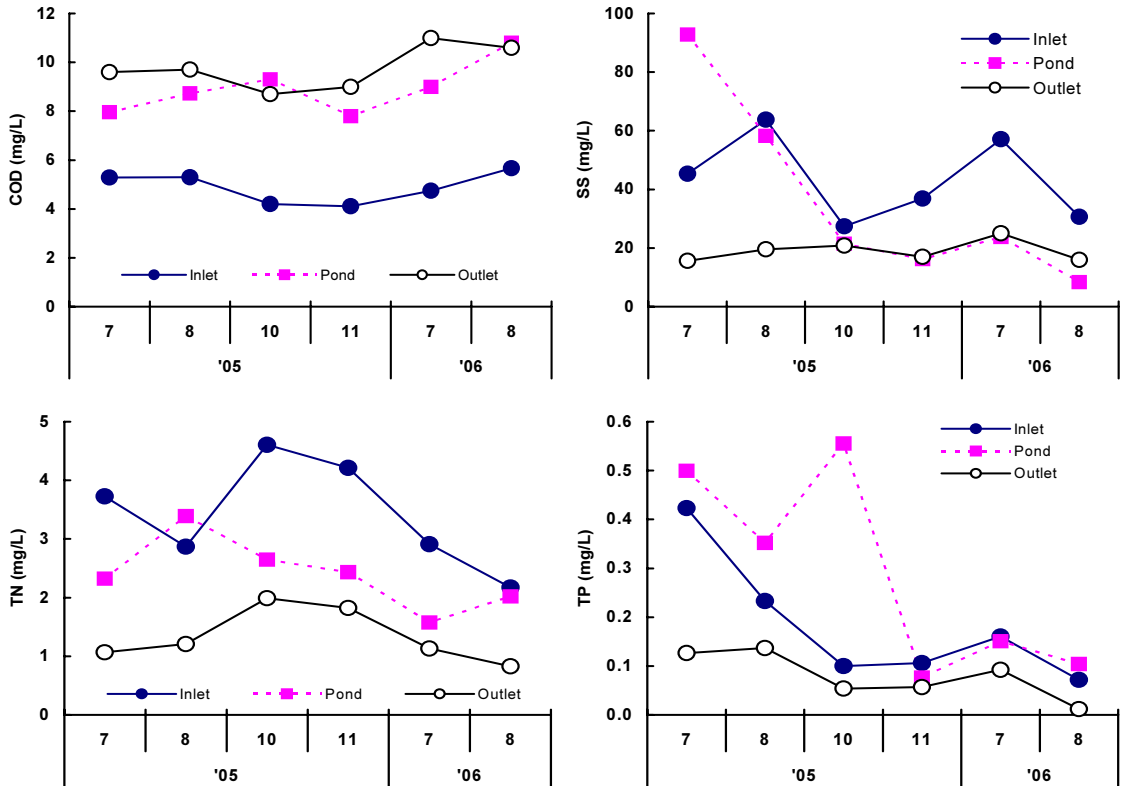 12
10
8
6
4
2
0
COD (mg/L)
Inlet Pond Outlet
7 8 10 11 7 8
'05 '06
100
80
60
40
20
0
SS (mg/L)
Inlet
Pond
Outlet
7 8 10 11 7 8
'05 '06
5
4
3
2
1
0
TN (mg/L)
Inlet Pond Outlet
7 8 10 11 7 8
'05 '06
0.6
0.5
0.4
0.3
0.2
0.1
0.0
TP (mg/L)
Inlet
Pond
Outlet
7 8 10 11 7 8
'05 '06